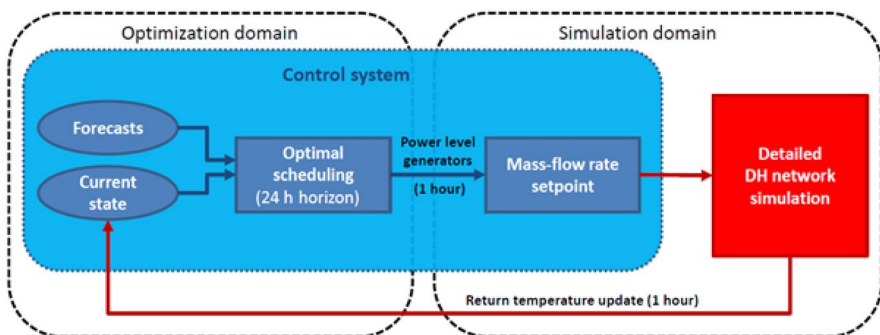 Optimization domain
Simulation domain
Control system
Forecasts
Current
state
Optimal
scheduling
(24 h horizon)
Power level
generators
(1 hour)
Mass-flow rate
setpoint
Detailed
DH network
simulation
Return temperature update (1 hour)